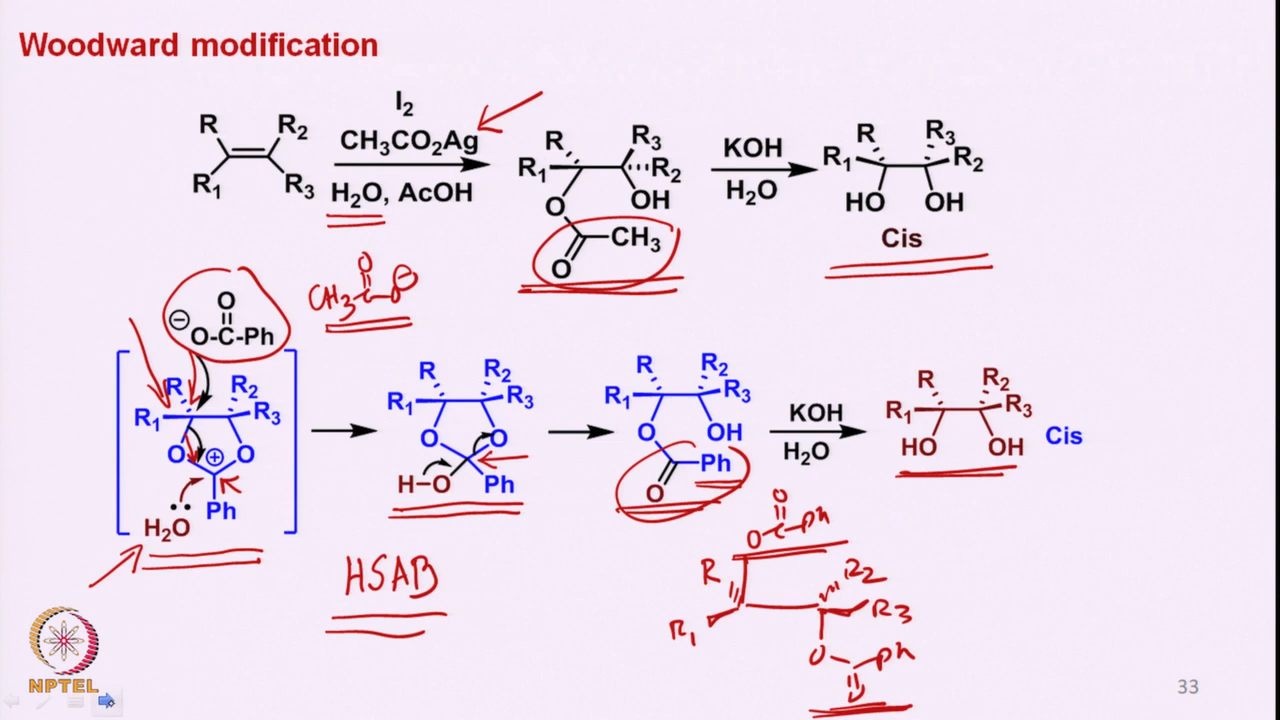 Woodward modification
I₂
CH₃CO₂Ag
H₂O, AcOH
R R₂
R₁ R₃
R R₃
R₁ R₂
O OH
CH₃
O
KOH
H₂O
R R₃
R₁ R₂
HO OH
Cis
CH₃ C O ⊖
O
O
⊖ O-C-Ph
R R₂
R₁ R₃
O ⊕ O
Ph
H₂O
R R₂
R₁ R₃
O O
H-O Ph
R R₂
R₁ R₃
O OH
Ph
O
KOH
H₂O
R R₂
R₁ R₃
HO OH
Cis
HSAB
O
O C Ph
R R₂
R₁ R₃
O Ph
O
NPTEL
33